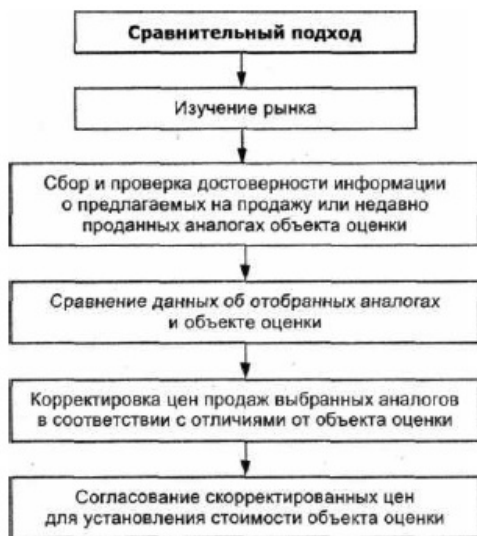 Сравнительный подход
Изучение рынка
Сбор и проверка достоверности информации
о предлагаемых на продажу или недавно
проданных аналогах объекта оценки
Сравнение данных об отобранных аналогах
и объекте оценки
Корректировка цен продаж выбранных аналогов
в соответствии с отличиями от объекта оценки
Согласование скорректированных цен
для установления стоимости объекта оценки